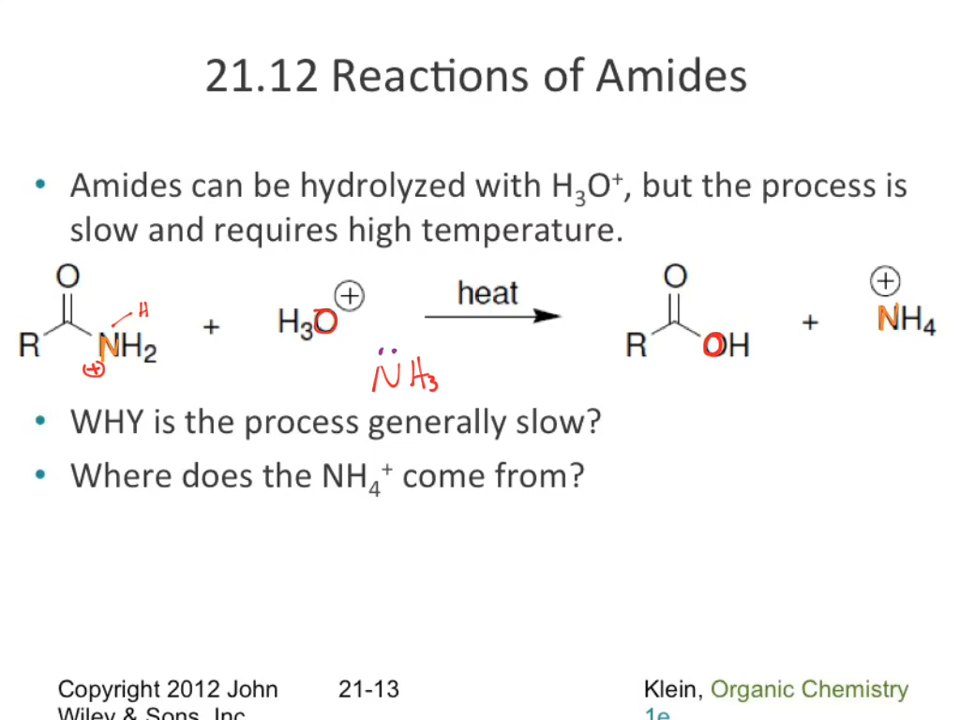 21.12 Reactions of Amides
• Amides can be hydrolyzed with H₃O⁺, but the process is
slow and requires high temperature.
O
R NH₂ ⊕ H
+
H₃O ⊕
heat
O
R OH
+
⊕
NH₄
NH₃
• WHY is the process generally slow?
• Where does the NH₄⁺ come from?
Copyright 2012 John
Wiley & Sons, Inc
21-13
Klein, Organic Chemistry
1e